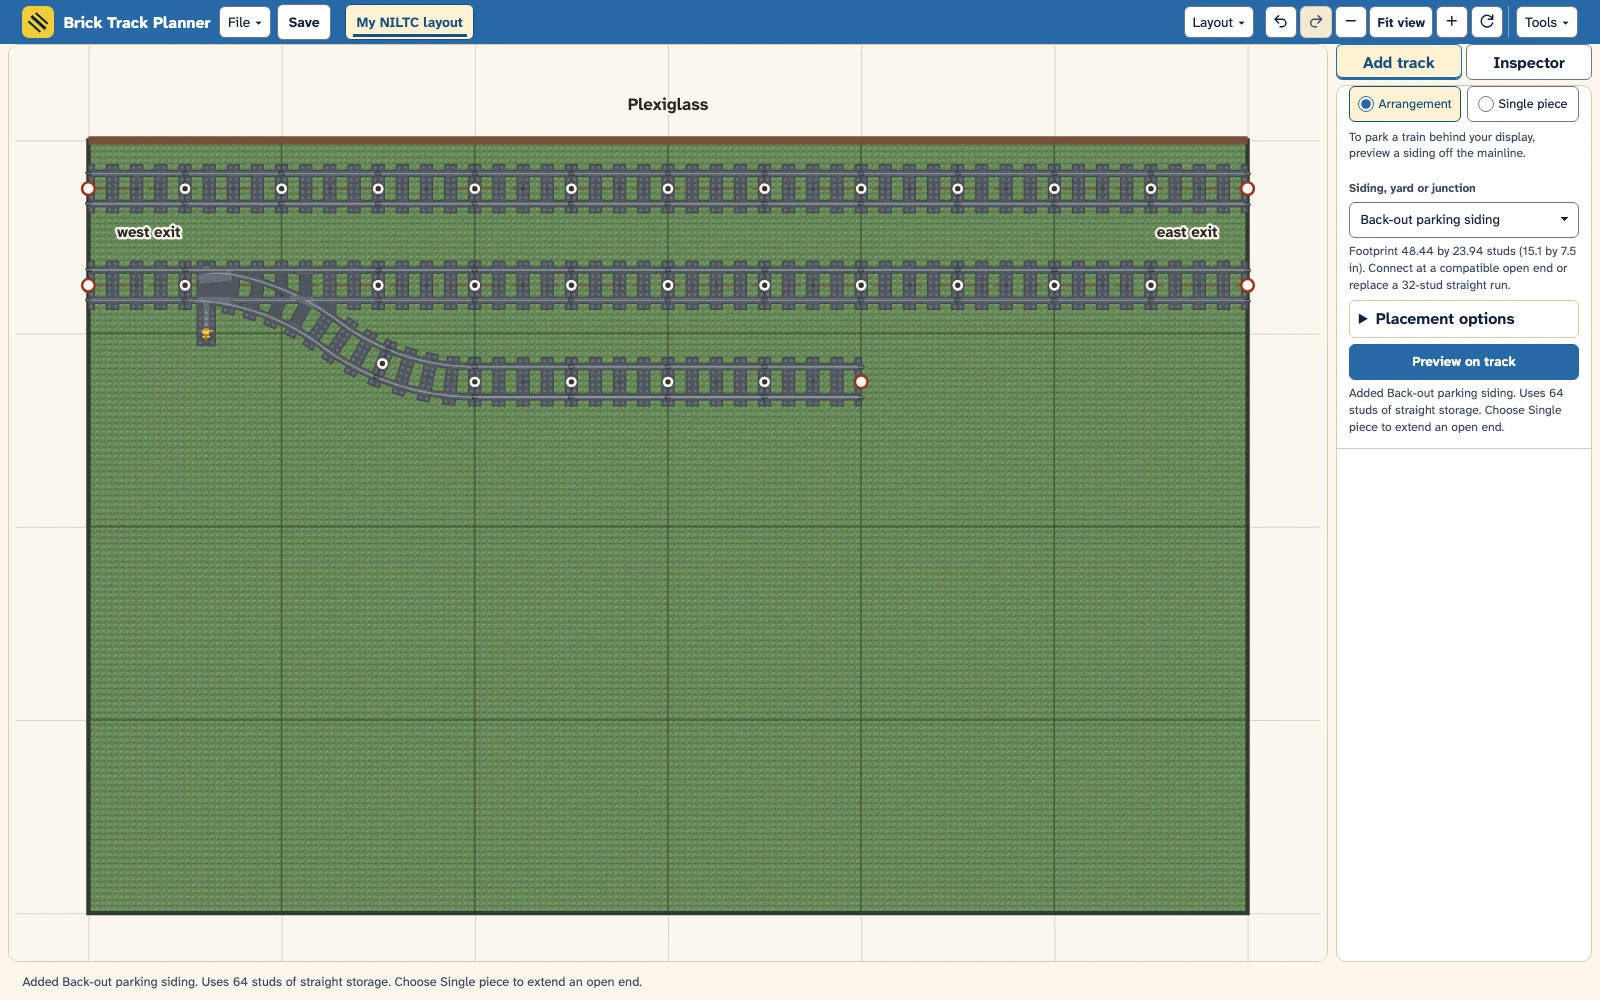 Brick Track Planner
File
Save
My NILTC layout
Layout
Fit view
Tools
Add track
Inspector
Arrangement
Single piece
To park a train behind your display,
preview a siding off the mainline.
Siding, yard or junction
Back-out parking siding
Footprint 48.44 by 23.94 studs (15.1 by 7.5
in). Connect at a compatible open end or
replace a 32-stud straight run.
Placement options
Preview on track
Added Back-out parking siding. Uses 64
studs of straight storage. Choose Single
piece to extend an open end.
Plexiglass
west exit
east exit
Added Back-out parking siding. Uses 64 studs of straight storage. Choose Single piece to extend an open end.